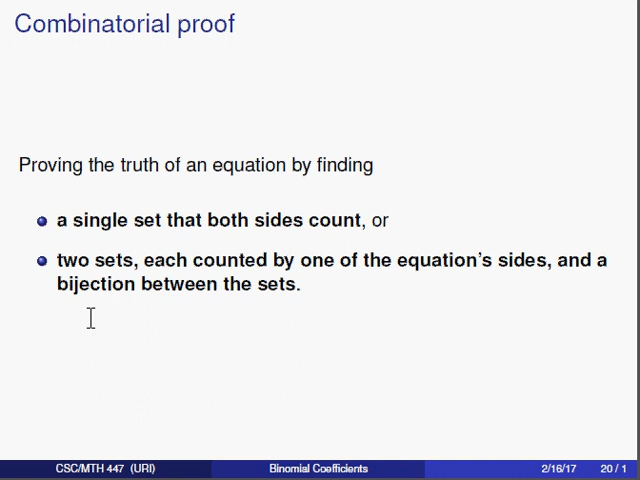 Combinatorial proof
Proving the truth of an equation by finding
a single set that both sides count, or
two sets, each counted by one of the equation's sides, and a
bijection between the sets.
CSC/MTH 447 (URI) Binomial Coefficients 2/16/17 20 / 1